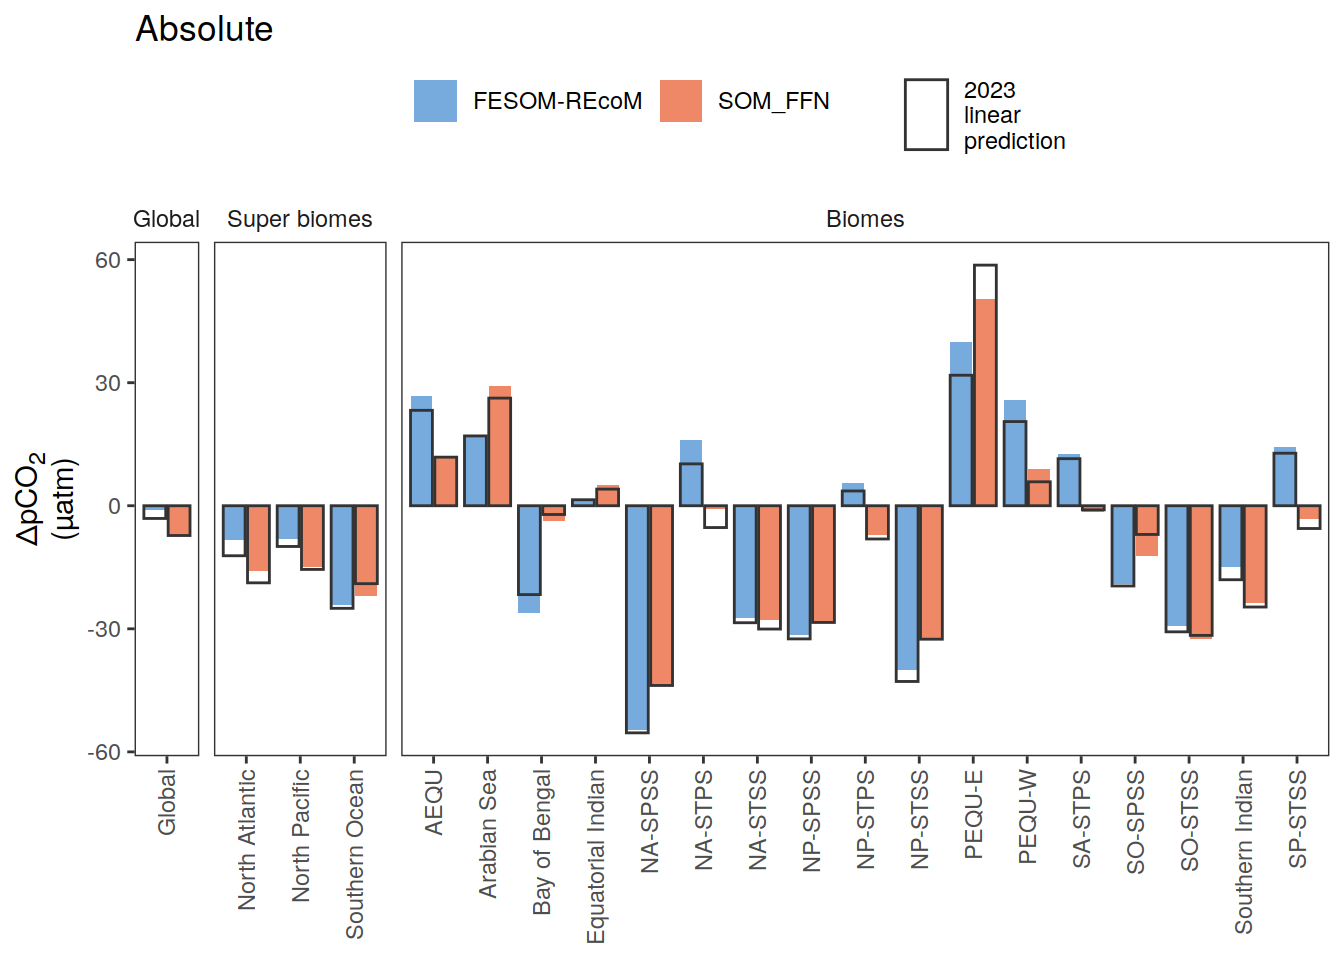 Absolute
FESOM-REcoM
SOM_FFN
2023
linear
prediction
Global
Super biomes
Biomes
ΔpCO₂
(µatm)
60
30
0
-30
-60
Global
North Atlantic
North Pacific
Southern Ocean
AEQU
Arabian Sea
Bay of Bengal
Equatorial Indian
NA-SPSS
NA-STPS
NA-STSS
NP-SPSS
NP-STPS
NP-STSS
PEQU-E
PEQU-W
SA-STPS
SO-SPSS
SO-STSS
Southern Indian
SP-STSS